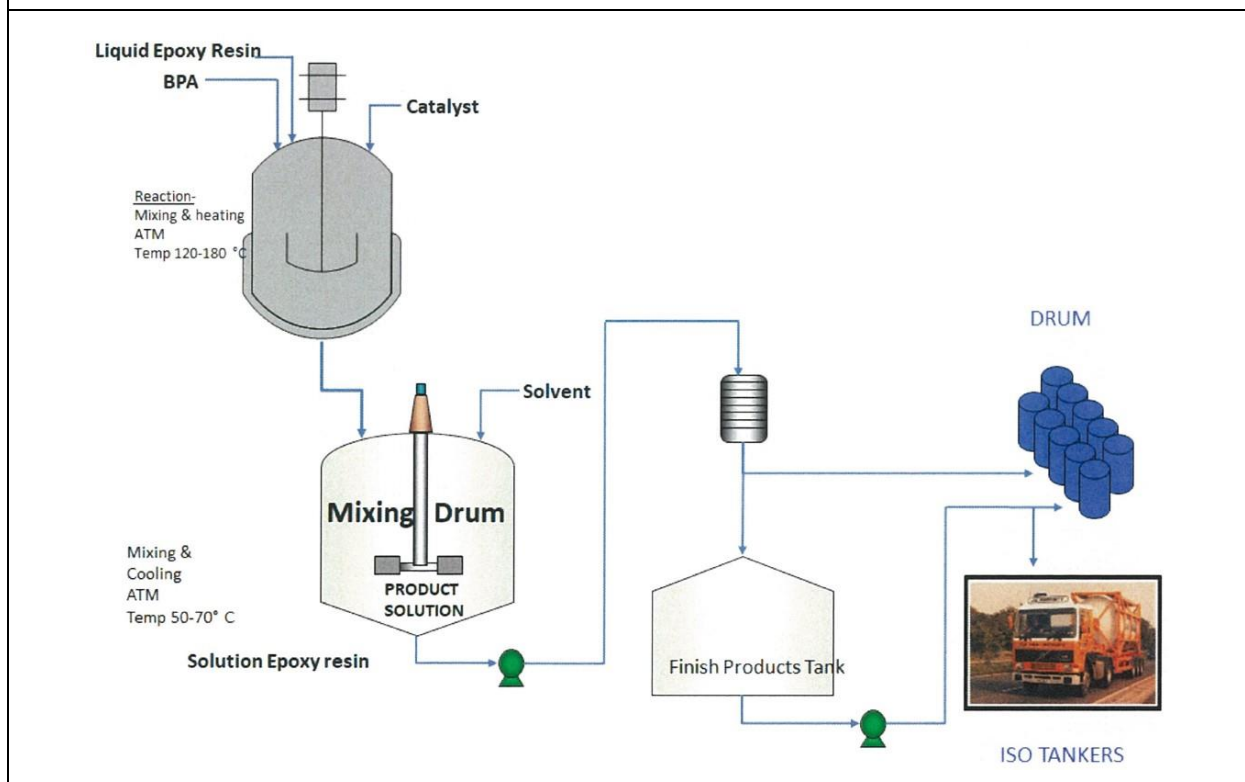 Liquid Epoxy Resin
BPA
Catalyst
Reaction-
Mixing & heating
ATM
Temp 120-180 °C
Solvent
Mixing Drum
PRODUCT
SOLUTION
Mixing &
Cooling
ATM
Temp 50-70° C
Solution Epoxy resin
Finish Products Tank
DRUM
ISO TANKERS